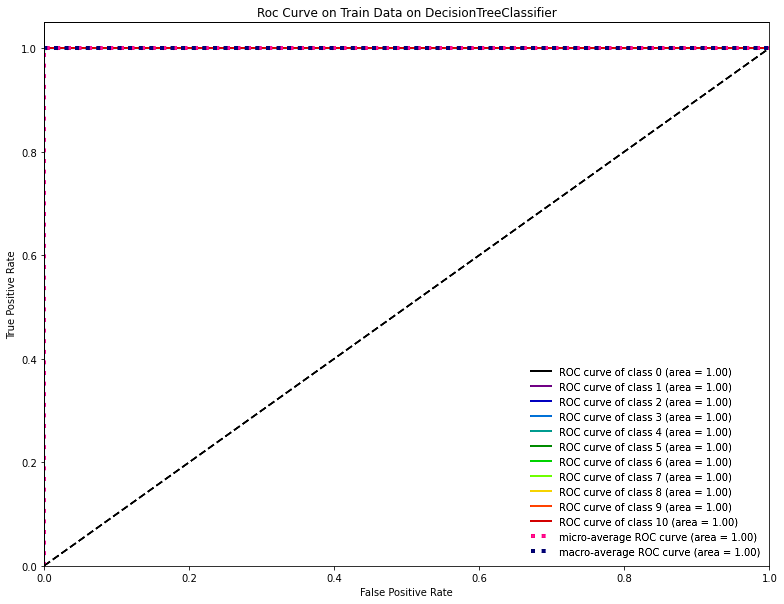 Roc Curve on Train Data on DecisionTreeClassifier
1.0
0.8
0.6
0.4
0.2
0.0
True Positive Rate
ROC curve of class 0 (area = 1.00)
ROC curve of class 1 (area = 1.00)
ROC curve of class 2 (area = 1.00)
ROC curve of class 3 (area = 1.00)
ROC curve of class 4 (area = 1.00)
ROC curve of class 5 (area = 1.00)
ROC curve of class 6 (area = 1.00)
ROC curve of class 7 (area = 1.00)
ROC curve of class 8 (area = 1.00)
ROC curve of class 9 (area = 1.00)
ROC curve of class 10 (area = 1.00)
micro-average ROC curve (area = 1.00)
macro-average ROC curve (area = 1.00)
0.0 0.2 0.4 0.6 0.8 1.0
False Positive Rate